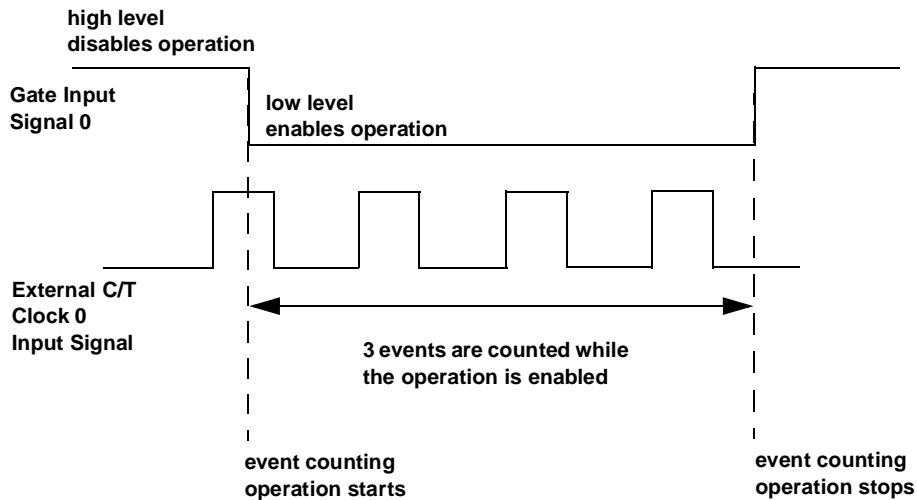 high level
disables operation
Gate Input
Signal 0
low level
enables operation
External C/T
Clock 0
Input Signal
3 events are counted while
the operation is enabled
event counting
operation starts
event counting
operation stops